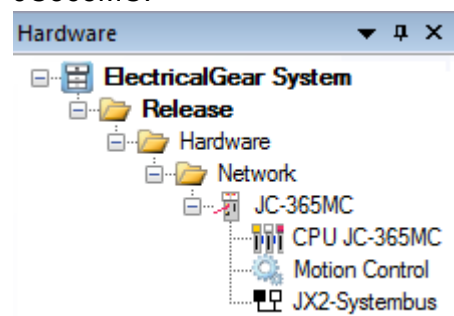 Hardware
ElectricalGear System
Release
Hardware
Network
JC-365MC
CPU JC-365MC
Motion Control
JX2-Systembus